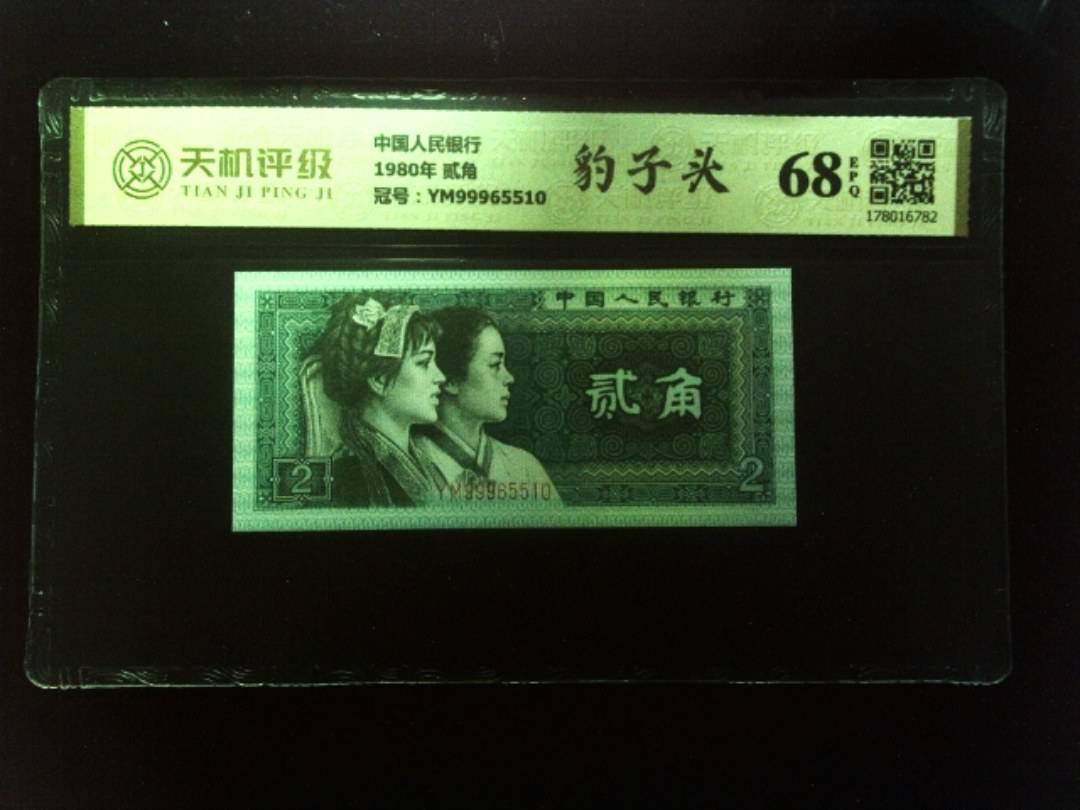 天机评级
TIAN JI PING JI
中国人民银行
1980年 贰角
冠号：YM99965510
豹子头
68
EPQ
178016782
中国人民银行
贰角
2
2
YM99965510